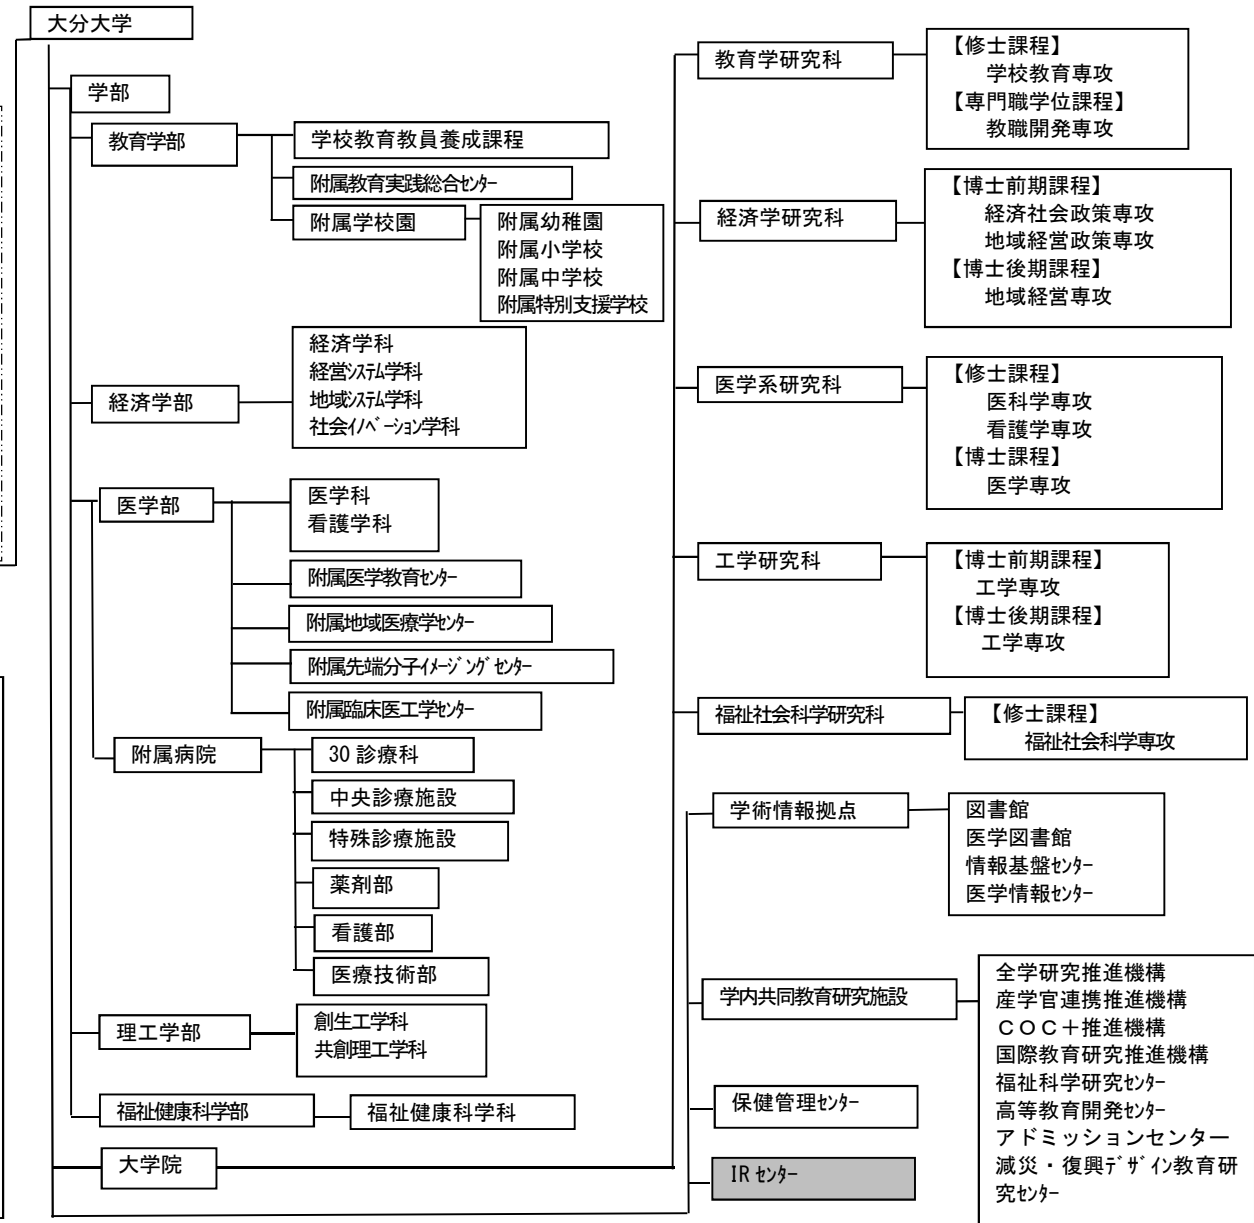 大分大学
学部
教育学部
学校教育教員養成課程
附属教育実践総合ｾﾝﾀｰ
附属学校園
附属幼稚園
附属小学校
附属中学校
附属特別支援学校
経済学部
経済学科
経営ｼｽﾃﾑ学科
地域ｼｽﾃﾑ学科
社会ｲﾉﾍﾞｰｼｮﾝ学科
医学部
医学科
看護学科
附属医学教育ｾﾝﾀｰ
附属地域医療学ｾﾝﾀｰ
附属先端分子ｲﾒｰｼﾞﾝｸﾞｾﾝﾀｰ
附属臨床医工学ｾﾝﾀｰ
附属病院
30 診療科
中央診療施設
特殊診療施設
薬剤部
看護部
医療技術部
理工学部
創生工学科
共創理工学科
福祉健康科学部
福祉健康科学科
大学院
教育学研究科
【修士課程】
学校教育専攻
【専門職学位課程】
教職開発専攻
経済学研究科
【博士前期課程】
経済社会政策専攻
地域経営政策専攻
【博士後期課程】
地域経営専攻
医学系研究科
【修士課程】
医科学専攻
看護学専攻
【博士課程】
医学専攻
工学研究科
【博士前期課程】
工学専攻
【博士後期課程】
工学専攻
福祉社会科学研究科
【修士課程】
福祉社会科学専攻
学術情報拠点
図書館
医学図書館
情報基盤ｾﾝﾀｰ
医学情報ｾﾝﾀｰ
学内共同教育研究施設
全学研究推進機構
産学官連携推進機構
ＣＯＣ＋推進機構
国際教育研究推進機構
福祉科学研究ｾﾝﾀｰ
高等教育開発ｾﾝﾀｰ
アドミッションセンター
減災・復興ﾃﾞｻﾞｲﾝ教育研
究ｾﾝﾀｰ
保健管理ｾﾝﾀｰ
IR ｾﾝﾀｰ